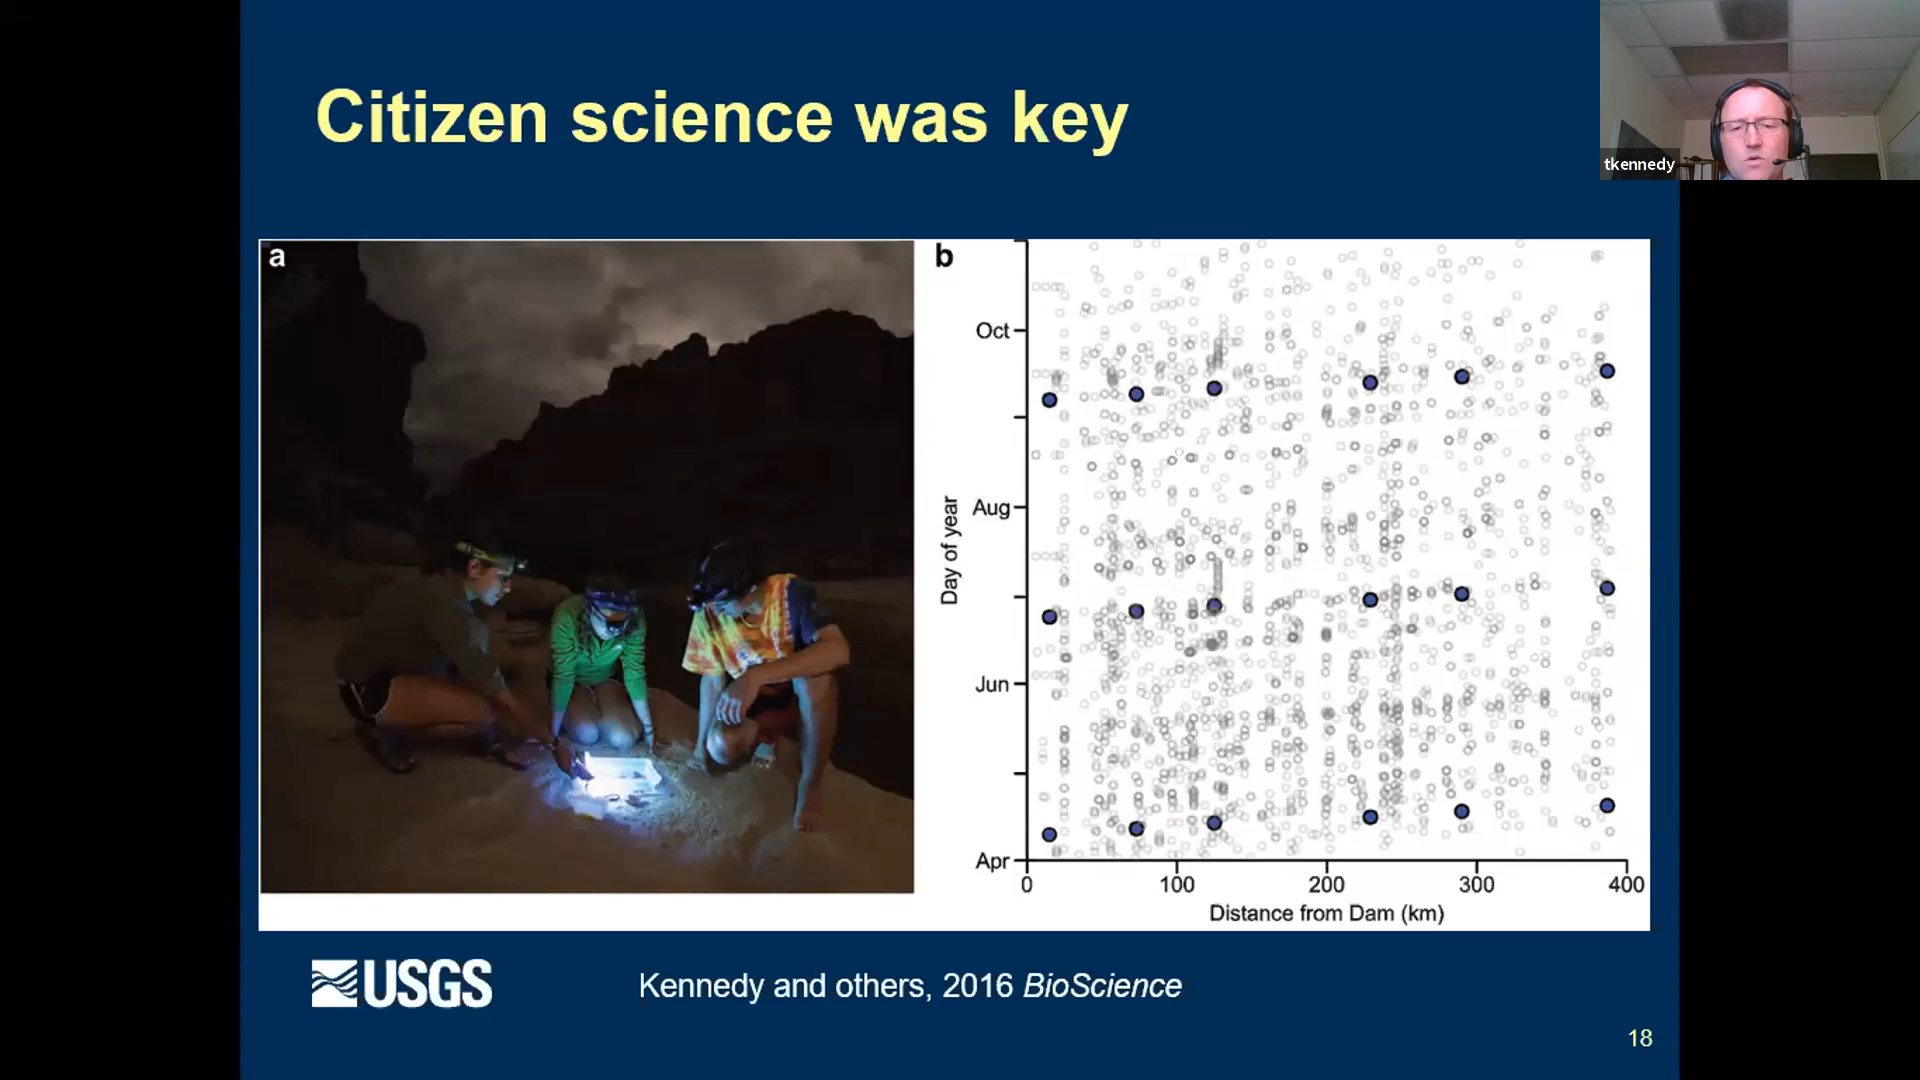 Citizen science was key
tkennedy
a
b
Oct
Aug
Jun
Apr
Day of year
0 100 200 300 400
Distance from Dam (km)
USGS
Kennedy and others, 2016 BioScience
18